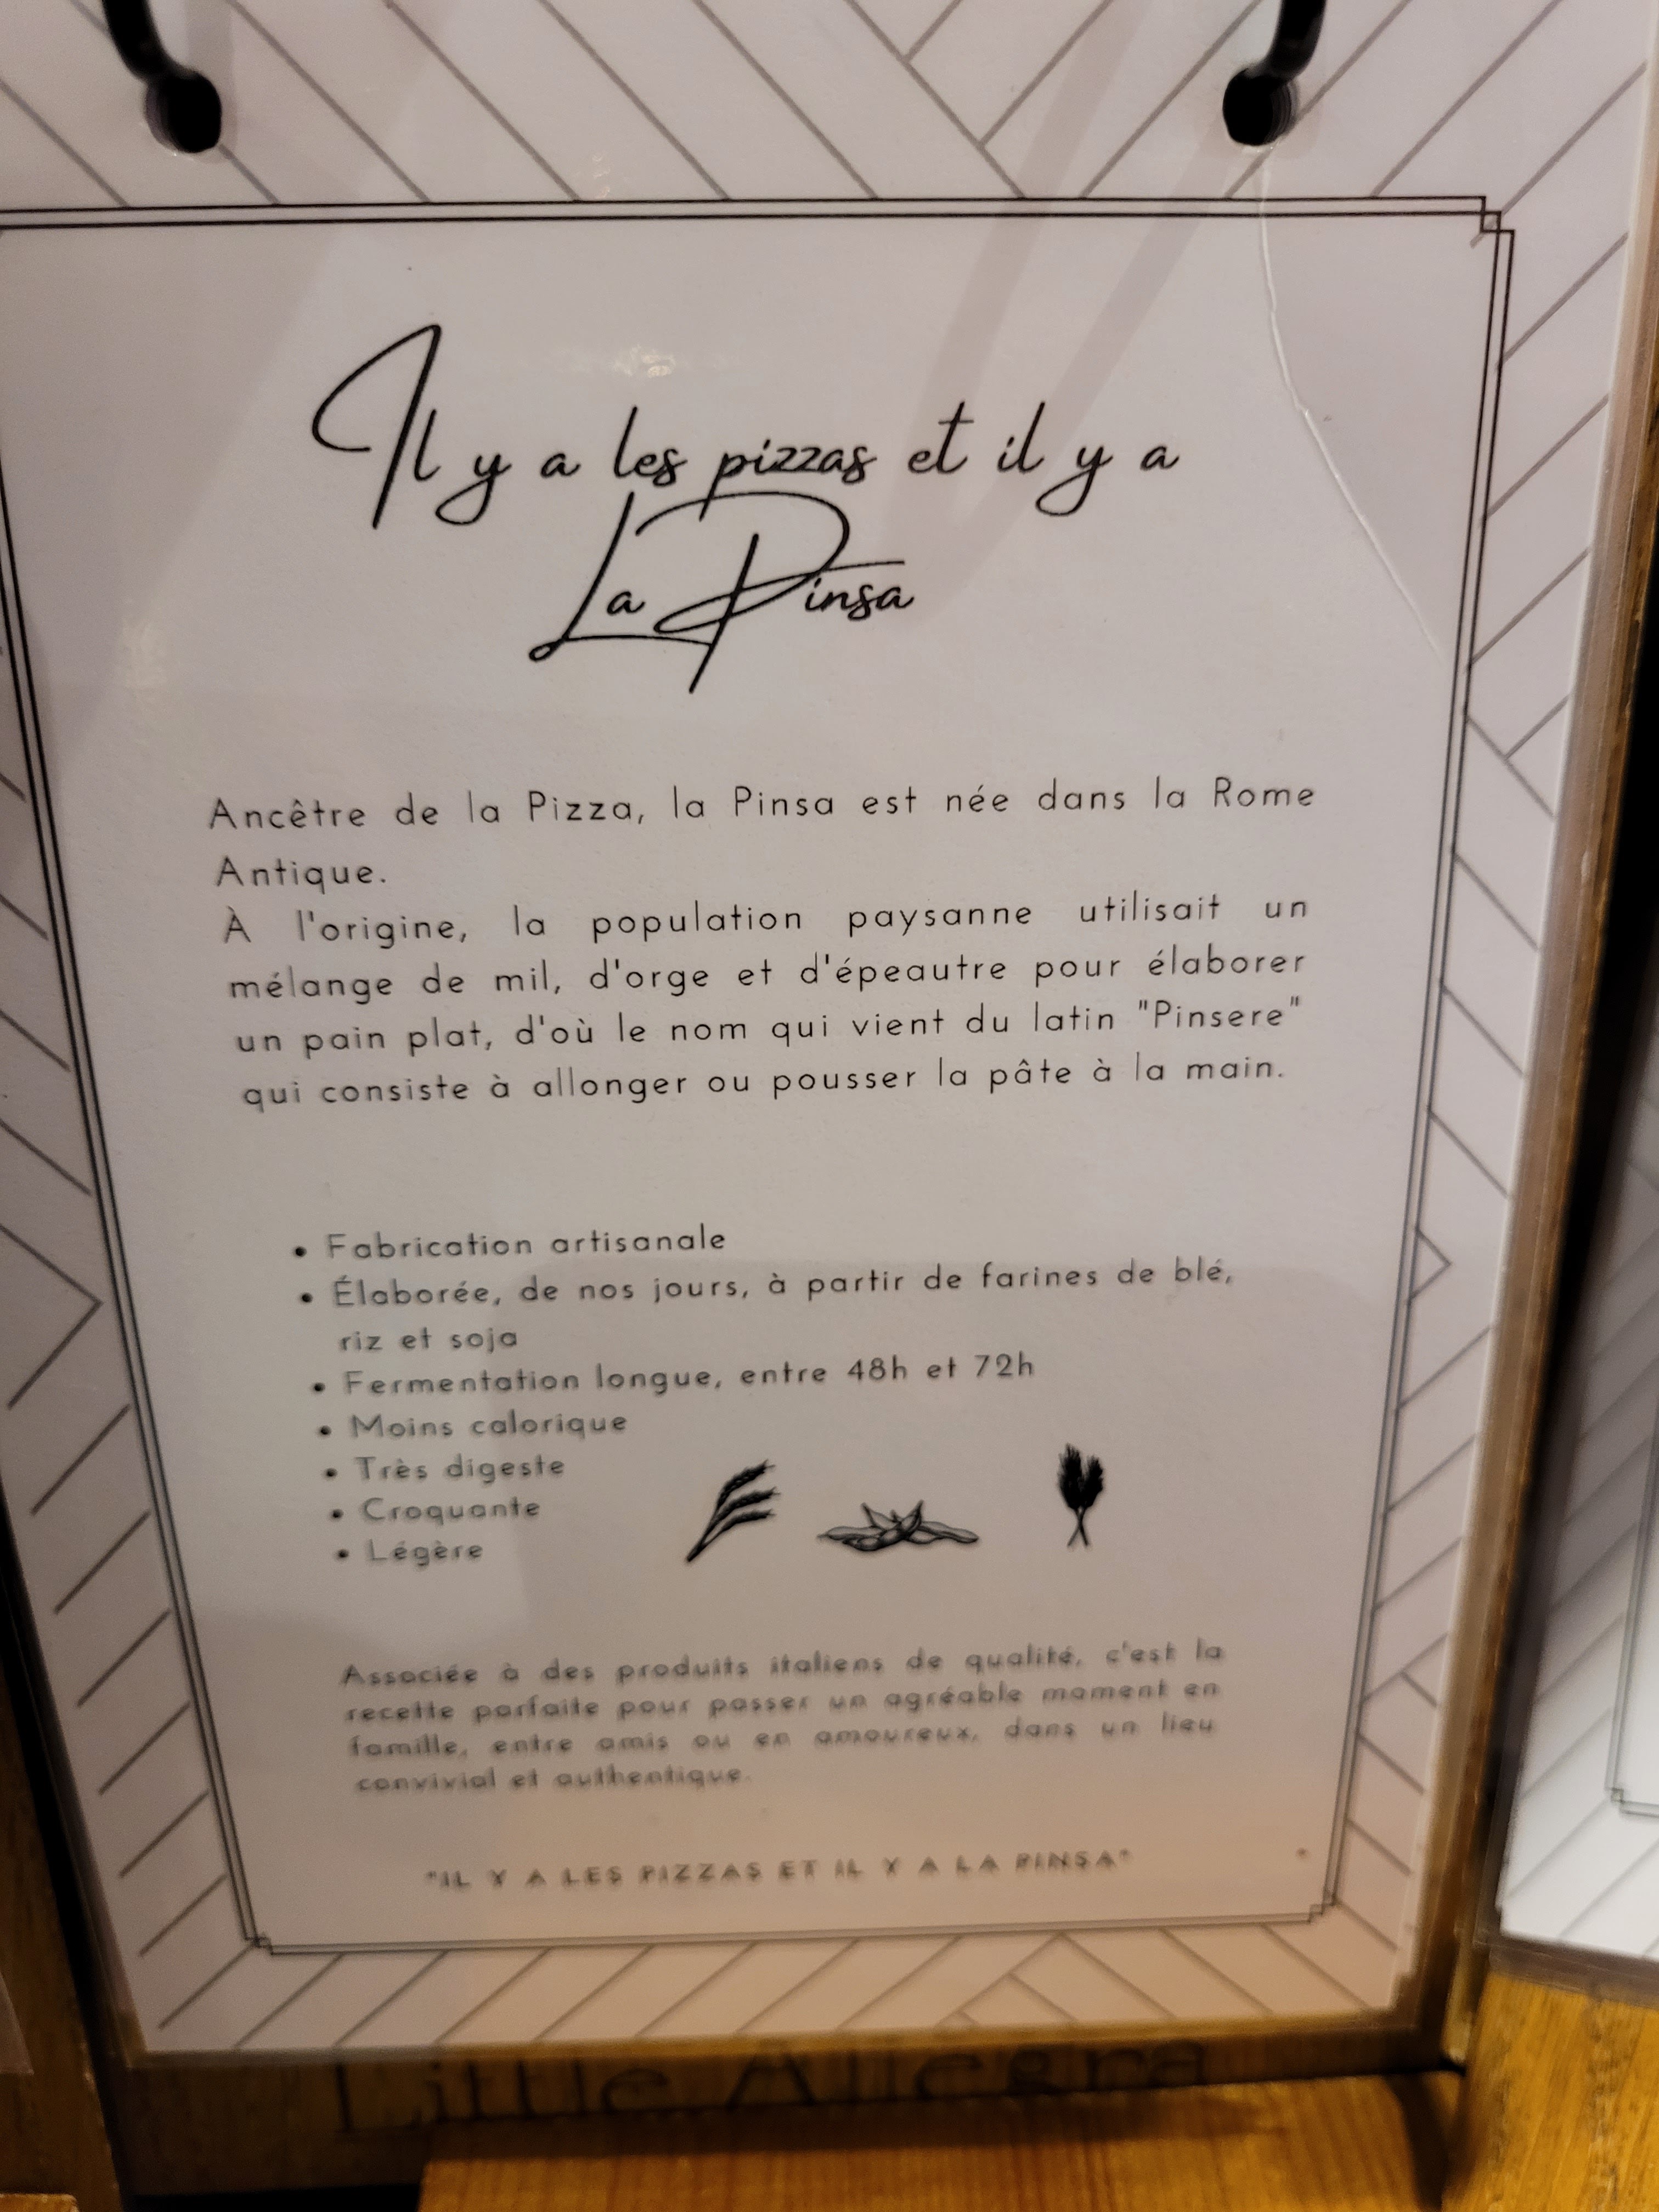 Il y a les pizzas et il y a
La Pinsa
Ancêtre de la Pizza, la Pinsa est née dans la Rome
Antique.
À l'origine, la population paysanne utilisait un
mélange de mil, d'orge et d'épeautre pour élaborer
un pain plat, d'où le nom qui vient du latin "Pinsere"
qui consiste à allonger ou pousser la pâte à la main.
• Fabrication artisanale
• Élaborée, de nos jours, à partir de farines de blé,
riz et soja
• Fermentation longue, entre 48h et 72h
• Moins calorique
• Très digeste
• Croquante
• Légère
Associée à des produits italiens de qualité, c'est la
recette parfaite pour passer un agréable moment en
famille, entre amis ou en amoureux, dans un lieu
convivial et authentique.
"IL Y A LES PIZZAS ET IL Y A LA PINSA"
Little Allegra